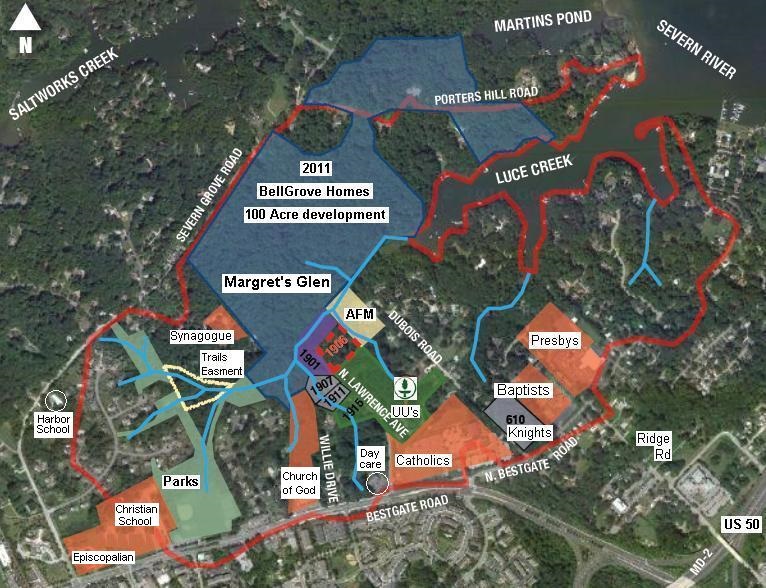 N
MARTINS POND
SEVERN RIVER
SALTWORKS CREEK
PORTERS HILL ROAD
SEVERN GROVE ROAD
2011
BellGrove Homes
100 Acre development
LUCE CREEK
Margret's Glen
AFM
DUBOIS ROAD
Synagogue
1906
1901
Presbys
Trails
Easment
N LAWRENCE AVE
1907
1911
1915
UU's
Baptists
610
Knights
Harbor
School
WILLIE DRIVE
Day
care
Catholics
N. BESTGATE ROAD
Ridge
Rd
Parks
Church
of God
BESTGATE ROAD
Christian
School
US 50
Episcopalian
MD-2